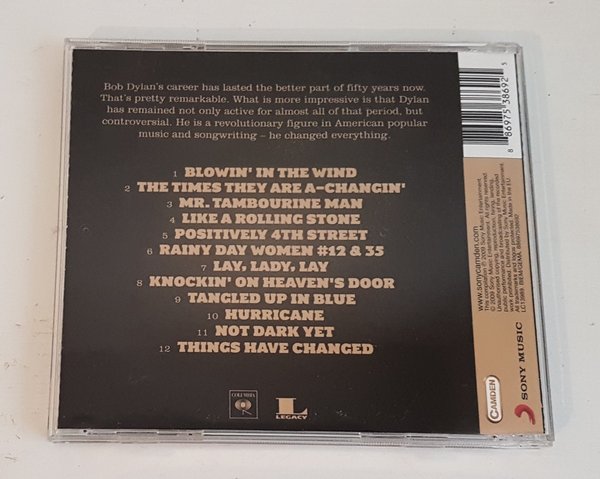 Bob Dylan's career has lasted the better part of fifty years now.
That's pretty remarkable. What is more impressive is that Dylan
has remained not only active for almost all of that period, but
controversial. He is a revolutionary figure in American popular
music and songwriting – he changed everything.
1 BLOWIN' IN THE WIND
2 THE TIMES THEY ARE A-CHANGIN'
3 MR. TAMBOURINE MAN
4 LIKE A ROLLING STONE
5 POSITIVELY 4TH STREET
6 RAINY DAY WOMEN #12 & 35
7 LAY, LADY, LAY
8 KNOCKIN' ON HEAVEN'S DOOR
9 TANGLED UP IN BLUE
10 HURRICANE
11 NOT DARK YET
12 THINGS HAVE CHANGED
COLUMBIA
L
LEGACY
8 86975 38692 5
www.sonycamden.com
CAMDEN
SONY MUSIC